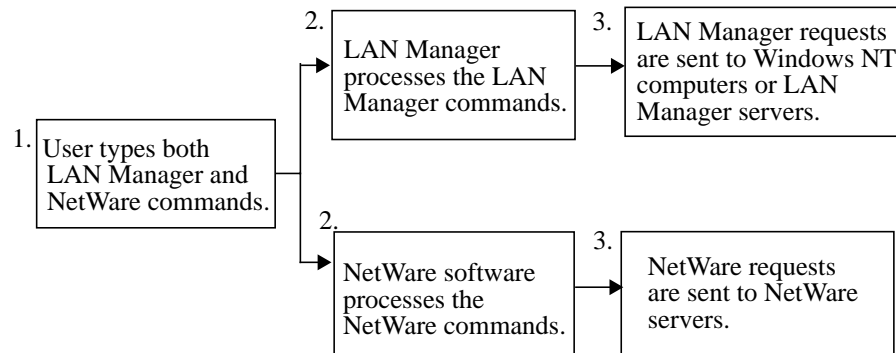 1.
User types both
LAN Manager and
NetWare commands.
2.
LAN Manager
processes the LAN
Manager commands.
3.
LAN Manager requests
are sent to Windows NT
computers or LAN
Manager servers.
2.
NetWare software
processes the
NetWare commands.
3.
NetWare requests
are sent to NetWare
servers.